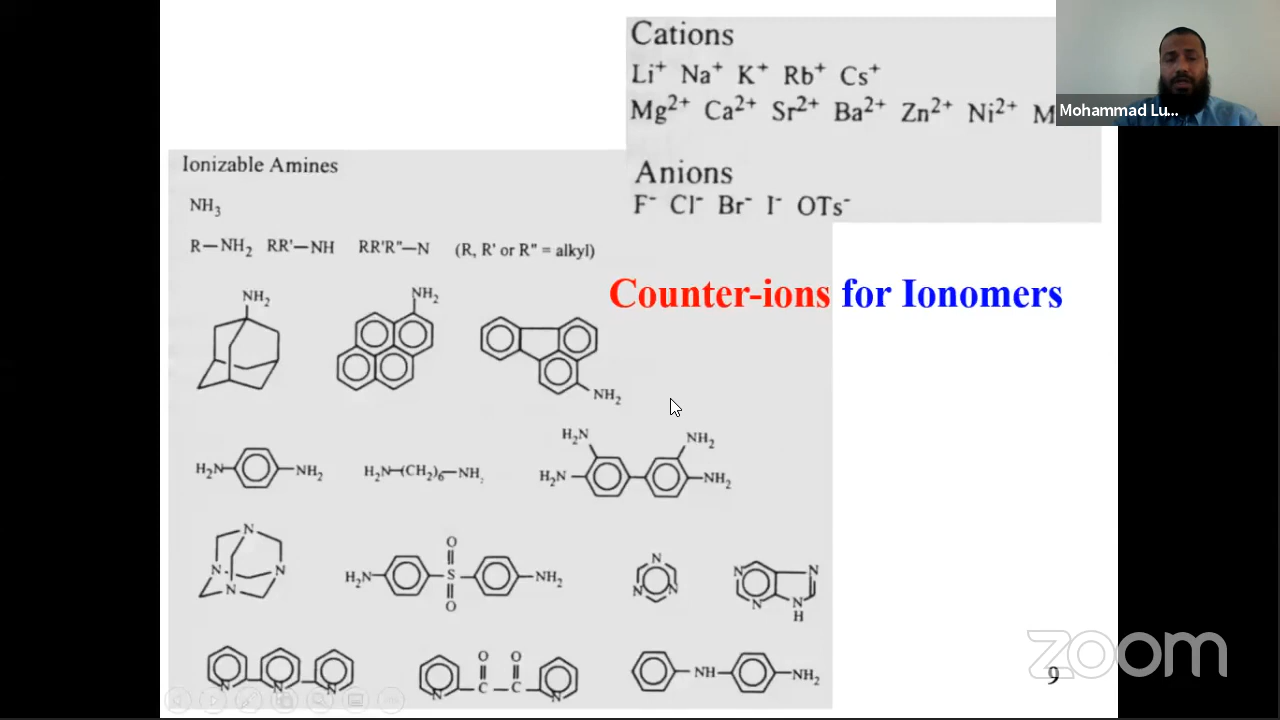 Cations
Li⁺ Na⁺ K⁺ Rb⁺ Cs⁺
Mg²⁺ Ca²⁺ Sr²⁺ Ba²⁺ Zn²⁺ Ni²⁺ M
Mohammad Lu...
Ionizable Amines
Anions
F⁻ Cl⁻ Br⁻ I⁻ OTs⁻
NH₃
R—NH₂ RR'—NH RR'R"—N (R, R' or R" = alkyl)
Counter-ions for Ionomers
NH₂ NH₂
NH₂
H₂N NH₂
H₂N NH₂ H₂N—(CH₂)₆—NH₂ H₂N NH₂
N O N
N N N H₂N S NH₂ N N N N
N O N N
H
O O
N N N N C C N NH NH₂
zoom
9